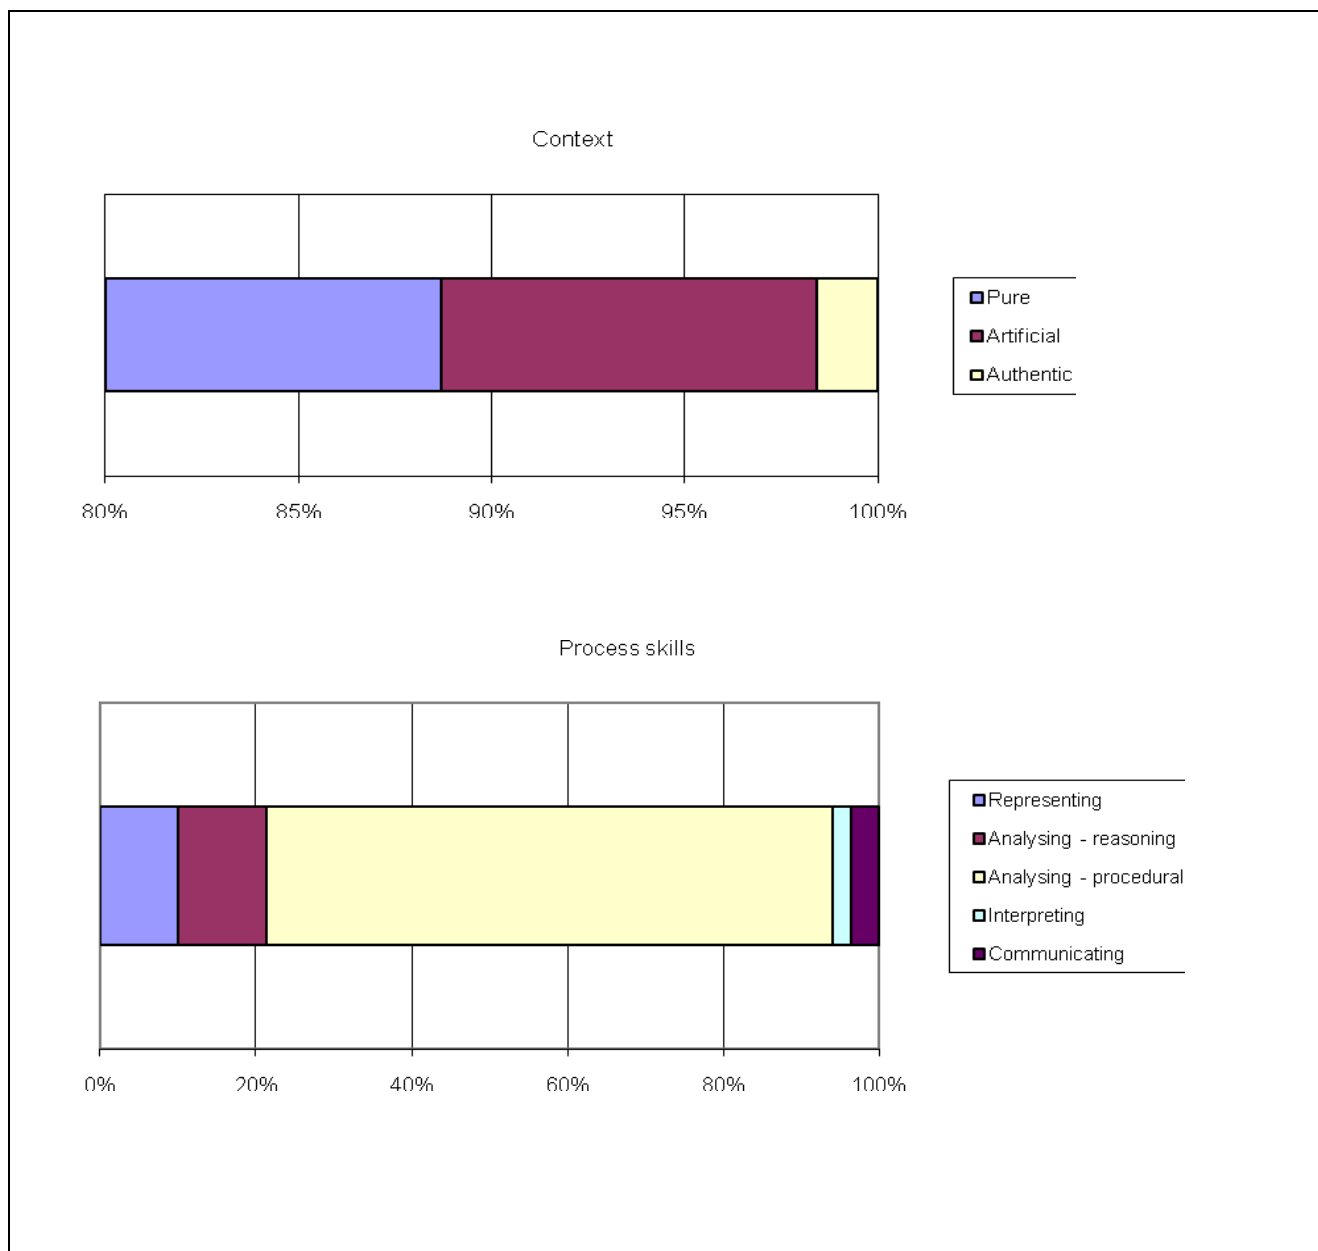 Context
Pure
Artificial
Authentic
80% 85% 90% 95% 100%
Process skills
Representing
Analysing - reasoning
Analysing - procedural
Interpreting
Communicating
0% 20% 40% 60% 80% 100%